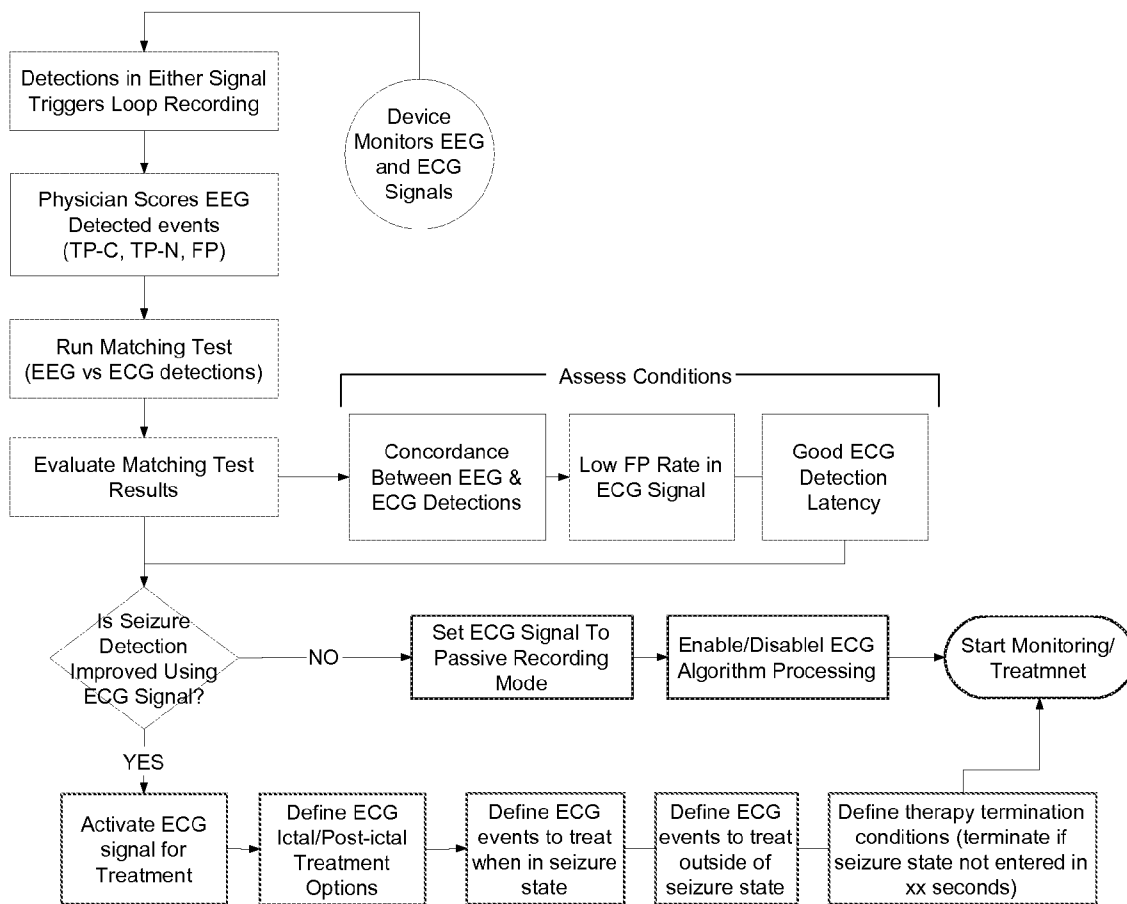 Detections in Either Signal
Triggers Loop Recording
Device
Monitors EEG
and ECG
Signals
Physician Scores EEG
Detected events
(TP-C, TP-N, FP)
Run Matching Test
(EEG vs ECG detections)
Assess Conditions
Evaluate Matching Test
Results
Concordance
Between EEG &
ECG Detections
Low FP Rate in
ECG Signal
Good ECG
Detection
Latency
Is Seizure
Detection
Improved Using
ECG Signal?
NO
Set ECG Signal To
Passive Recording
Mode
Enable/Disablel ECG
Algorithm Processing
Start Monitoring/
Treatmnet
YES
Activate ECG
signal for
Treatment
Define ECG
Ictal/Post-ictal
Treatment
Options
Define ECG
events to treat
when in seizure
state
Define ECG
events to treat
outside of
seizure state
Define therapy termination
conditions (terminate if
seizure state not entered in
xx seconds)